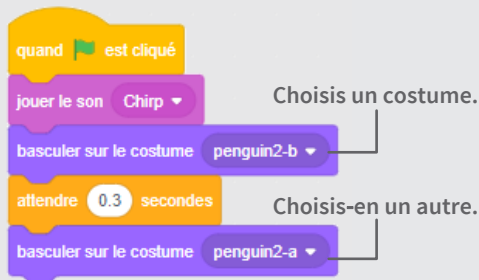 quand est cliqué
jouer le son Chirp
Choisis un costume.
basculer sur le costume penguin2-b
attendre 0.3 secondes
Choisis-en un autre.
basculer sur le costume penguin2-a